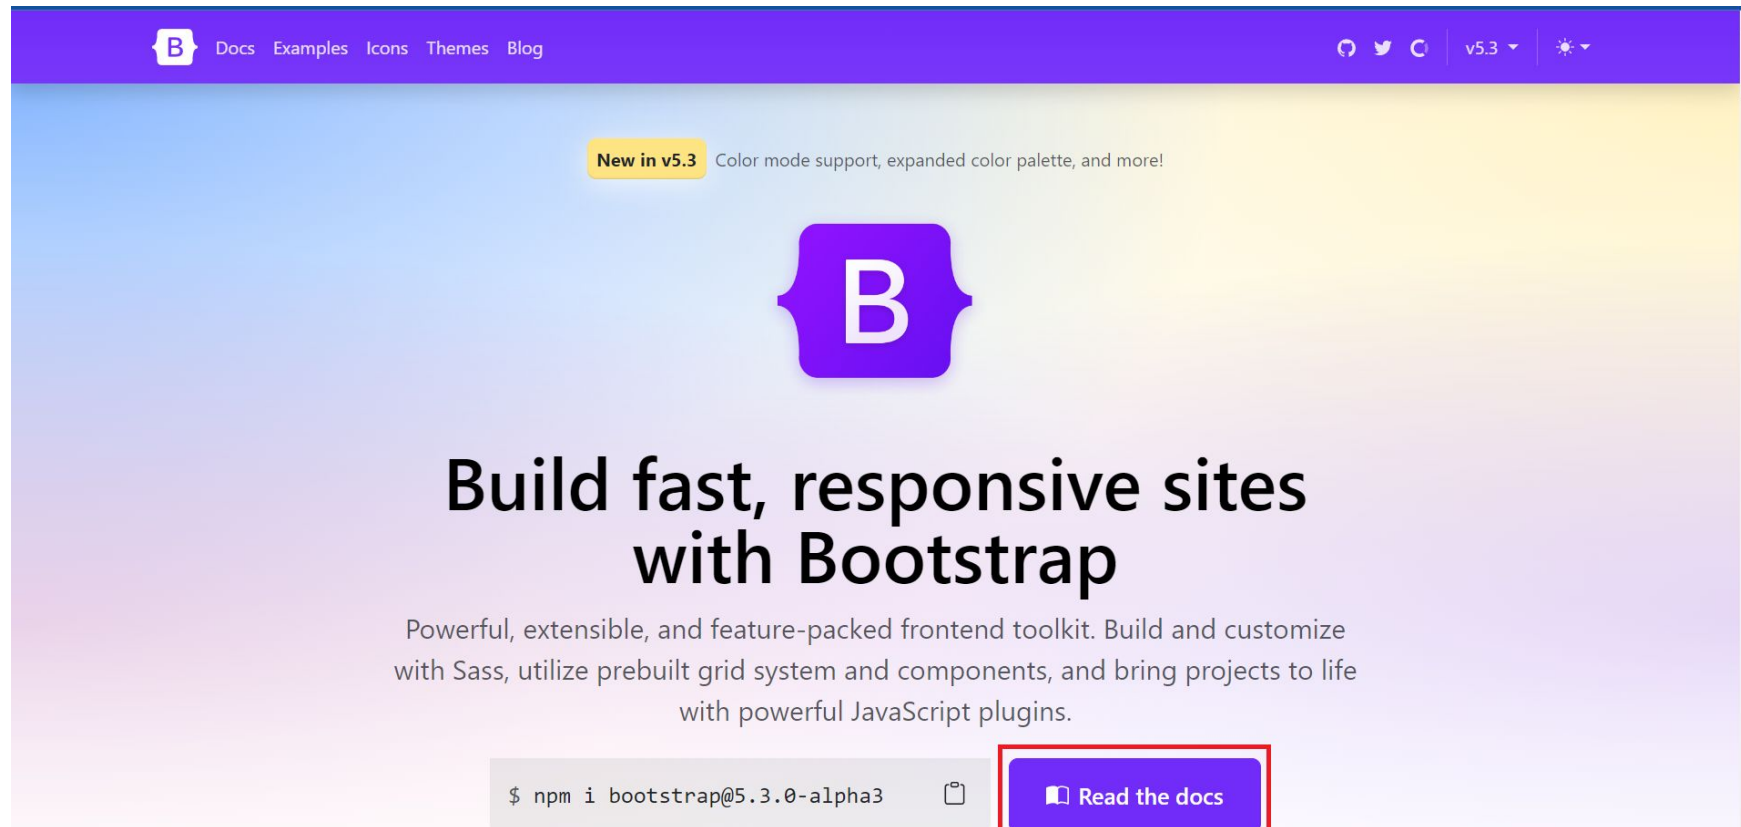 B Docs Examples Icons Themes Blog v5.3
New in v5.3 Color mode support, expanded color palette, and more!
B
Build fast, responsive sites
with Bootstrap
Powerful, extensible, and feature-packed frontend toolkit. Build and customize
with Sass, utilize prebuilt grid system and components, and bring projects to life
with powerful JavaScript plugins.
$ npm i bootstrap@5.3.0-alpha3 Read the docs